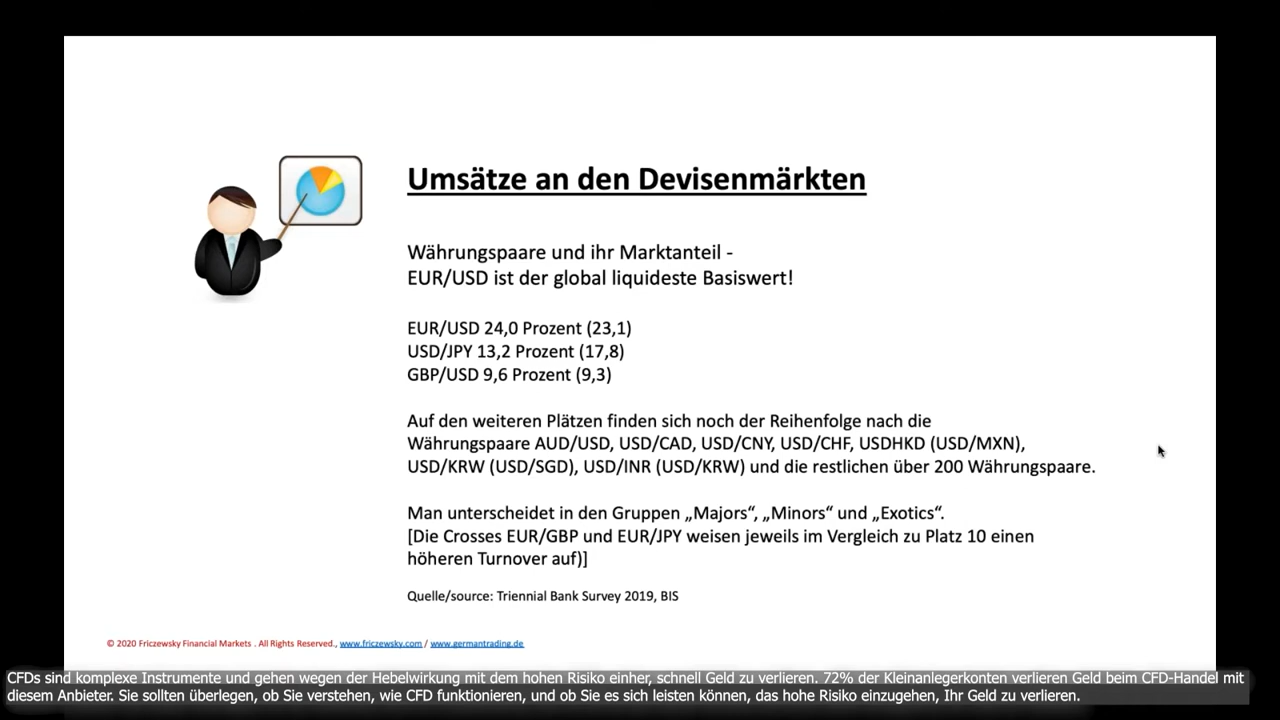 Umsätze an den Devisenmärkten
Währungspaare und ihr Marktanteil -
EUR/USD ist der global liquideste Basiswert!
EUR/USD 24,0 Prozent (23,1)
USD/JPY 13,2 Prozent (17,8)
GBP/USD 9,6 Prozent (9,3)
Auf den weiteren Plätzen finden sich noch der Reihenfolge nach die
Währungspaare AUD/USD, USD/CAD, USD/CNY, USD/CHF, USDHKD (USD/MXN),
USD/KRW (USD/SGD), USD/INR (USD/KRW) und die restlichen über 200 Währungspaare.
Man unterscheidet in den Gruppen „Majors“, „Minors“ und „Exotics“.
[Die Crosses EUR/GBP und EUR/JPY weisen jeweils im Vergleich zu Platz 10 einen
höheren Turnover auf)]
Quelle/source: Triennial Bank Survey 2019, BIS
© 2020 Friczewsky Financial Markets . All Rights Reserved., www.friczewsky.com / www.germantrading.de
CFDs sind komplexe Instrumente und gehen wegen der Hebelwirkung mit dem hohen Risiko einher, schnell Geld zu verlieren. 72% der Kleinanlegerkonten verlieren Geld beim CFD-Handel mit
diesem Anbieter. Sie sollten überlegen, ob Sie verstehen, wie CFD funktionieren, und ob Sie es sich leisten können, das hohe Risiko einzugehen, Ihr Geld zu verlieren.